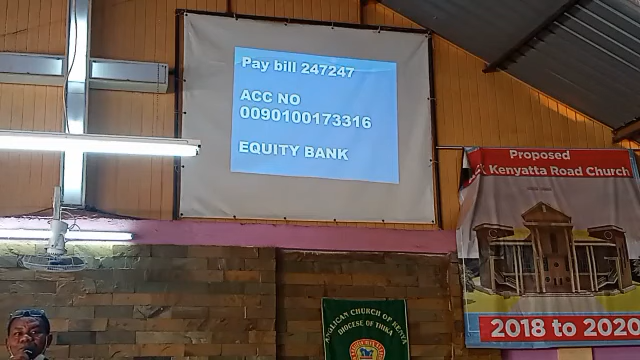 Pay bill 247247
ACC NO
0090100173316
EQUITY BANK
Proposed
Kenyatta Road Church
2018 to 2020
ANGLICAN CHURCH OF KENYA
DIOCESE OF THIKA